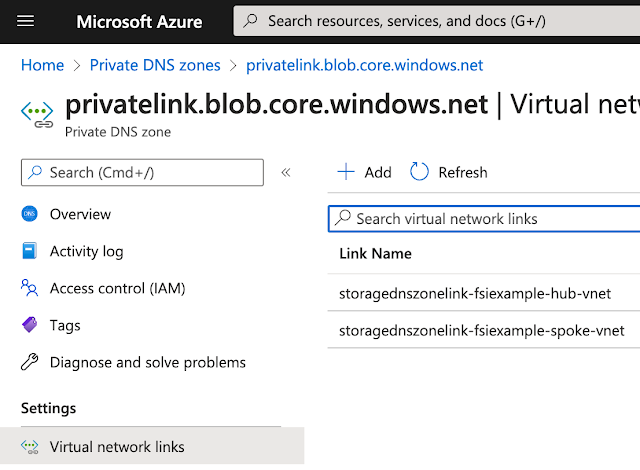 Microsoft Azure
Search resources, services, and docs (G+/)
Home > Private DNS zones > privatelink.blob.core.windows.net
privatelink.blob.core.windows.net | Virtual netw
Private DNS zone
Search (Cmd+/)
«
Add
Refresh
Overview
Activity log
Access control (IAM)
Tags
Diagnose and solve problems
Settings
Virtual network links
Search virtual network links
Link Name
storagednszonelink-fsiexample-hub-vnet
storagednszonelink-fsiexample-spoke-vnet